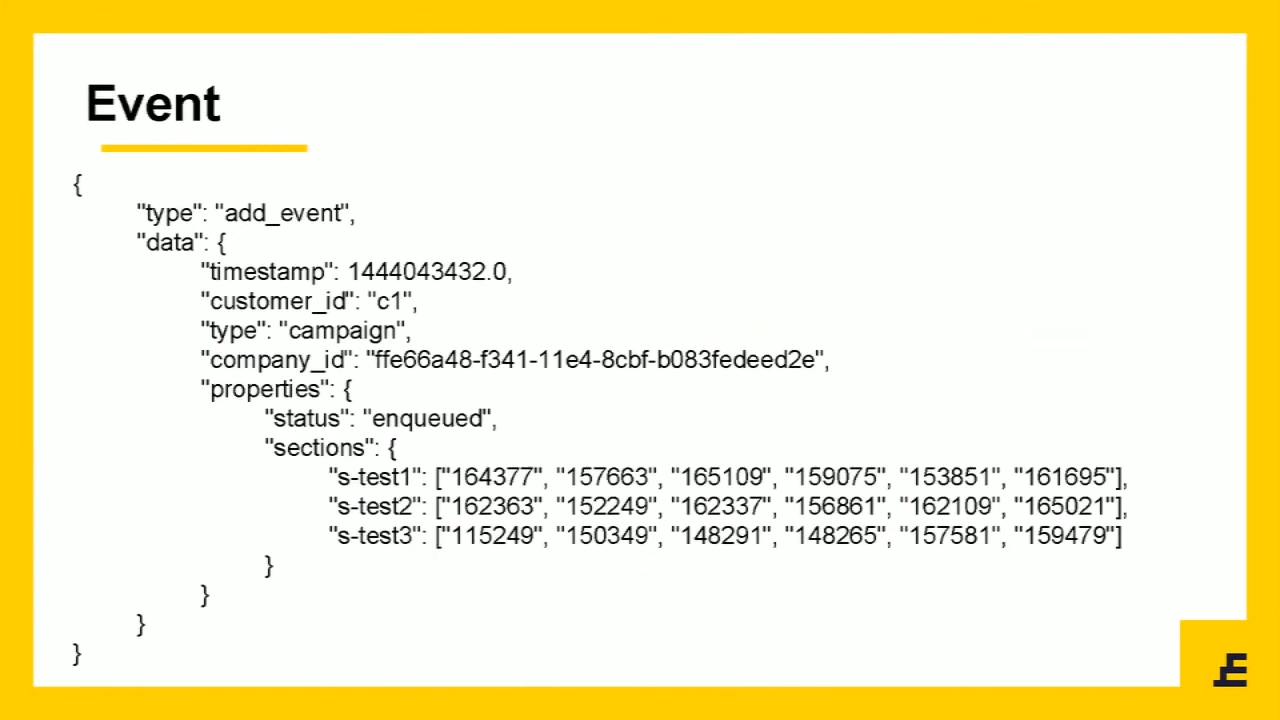 Event
{
"type": "add_event",
"data": {
"timestamp": 1444043432.0,
"customer_id": "c1",
"type": "campaign",
"company_id": "ffe66a48-f341-11e4-8cbf-b083fedeed2e",
"properties": {
"status": "enqueued",
"sections": {
"s-test1": ["164377", "157663", "165109", "159075", "153851", "161695"],
"s-test2": ["162363", "152249", "162337", "156861", "162109", "165021"],
"s-test3": ["115249", "150349", "148291", "148265", "157581", "159479"]
}
}
}
}